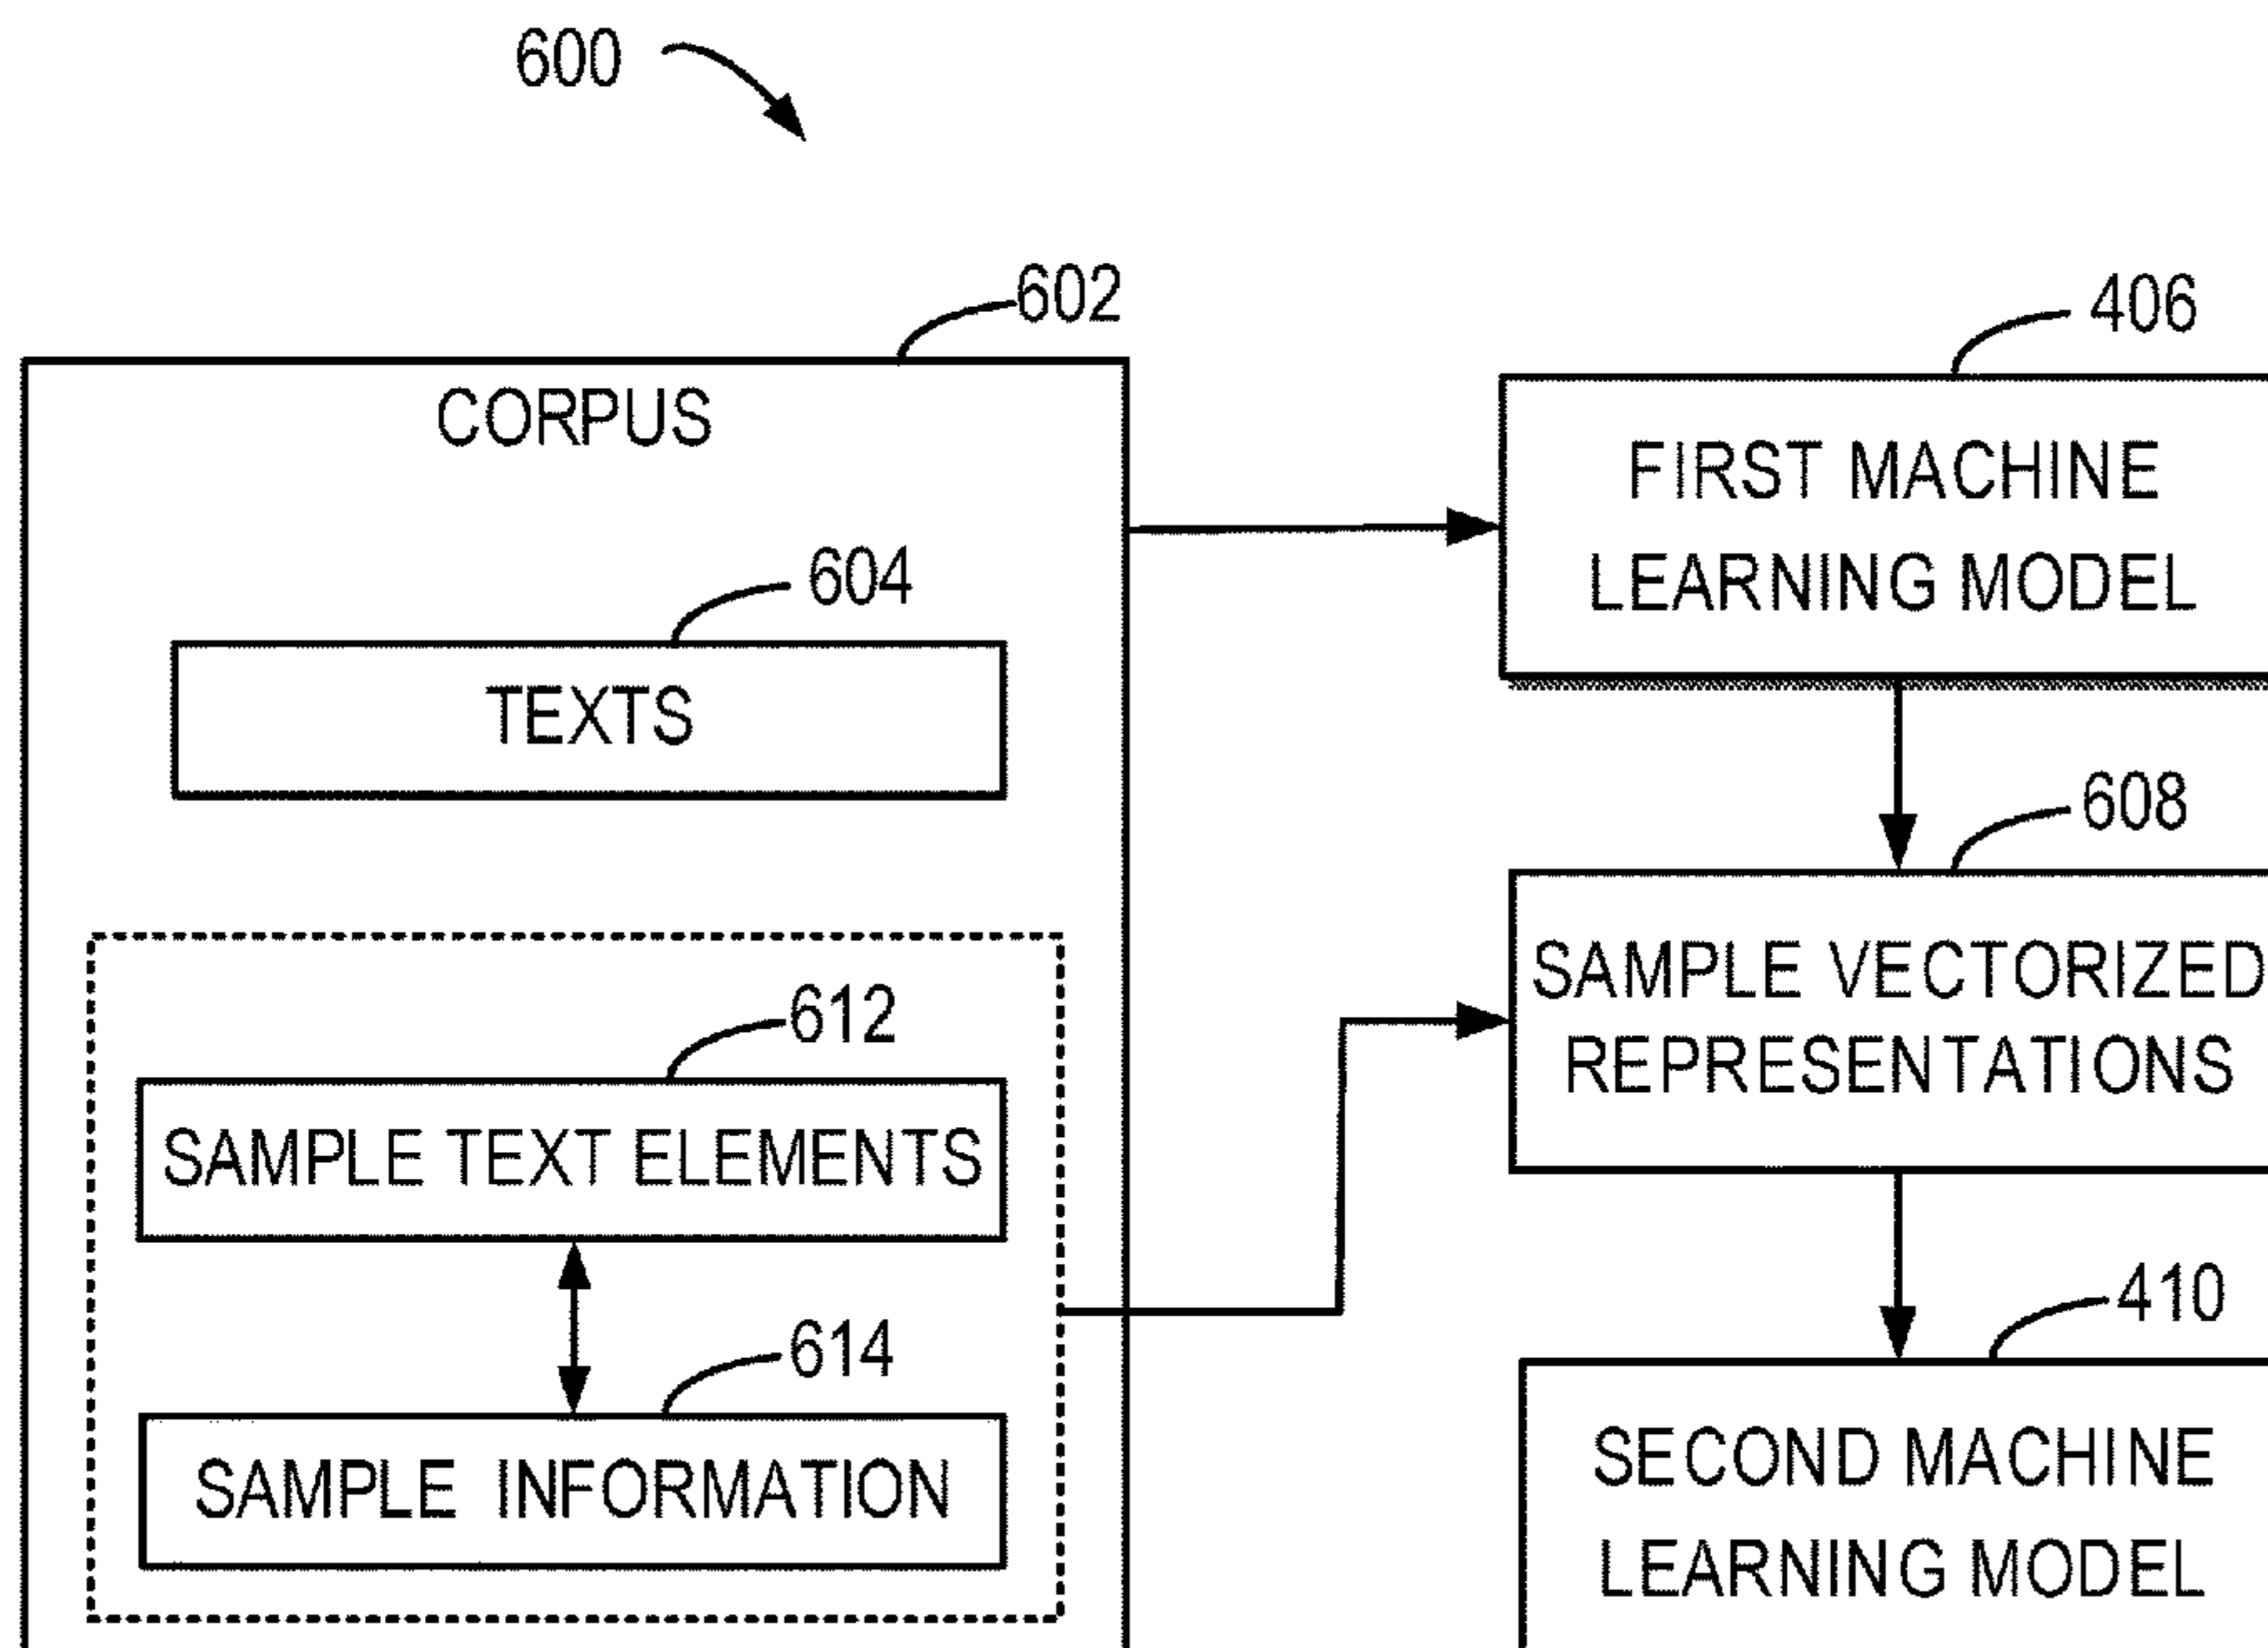 600
602
CORPUS
604
TEXTS
612
SAMPLE TEXT ELEMENTS
614
SAMPLE INFORMATION
406
FIRST MACHINE
LEARNING MODEL
608
SAMPLE VECTORIZED
REPRESENTATIONS
410
SECOND MACHINE
LEARNING MODEL